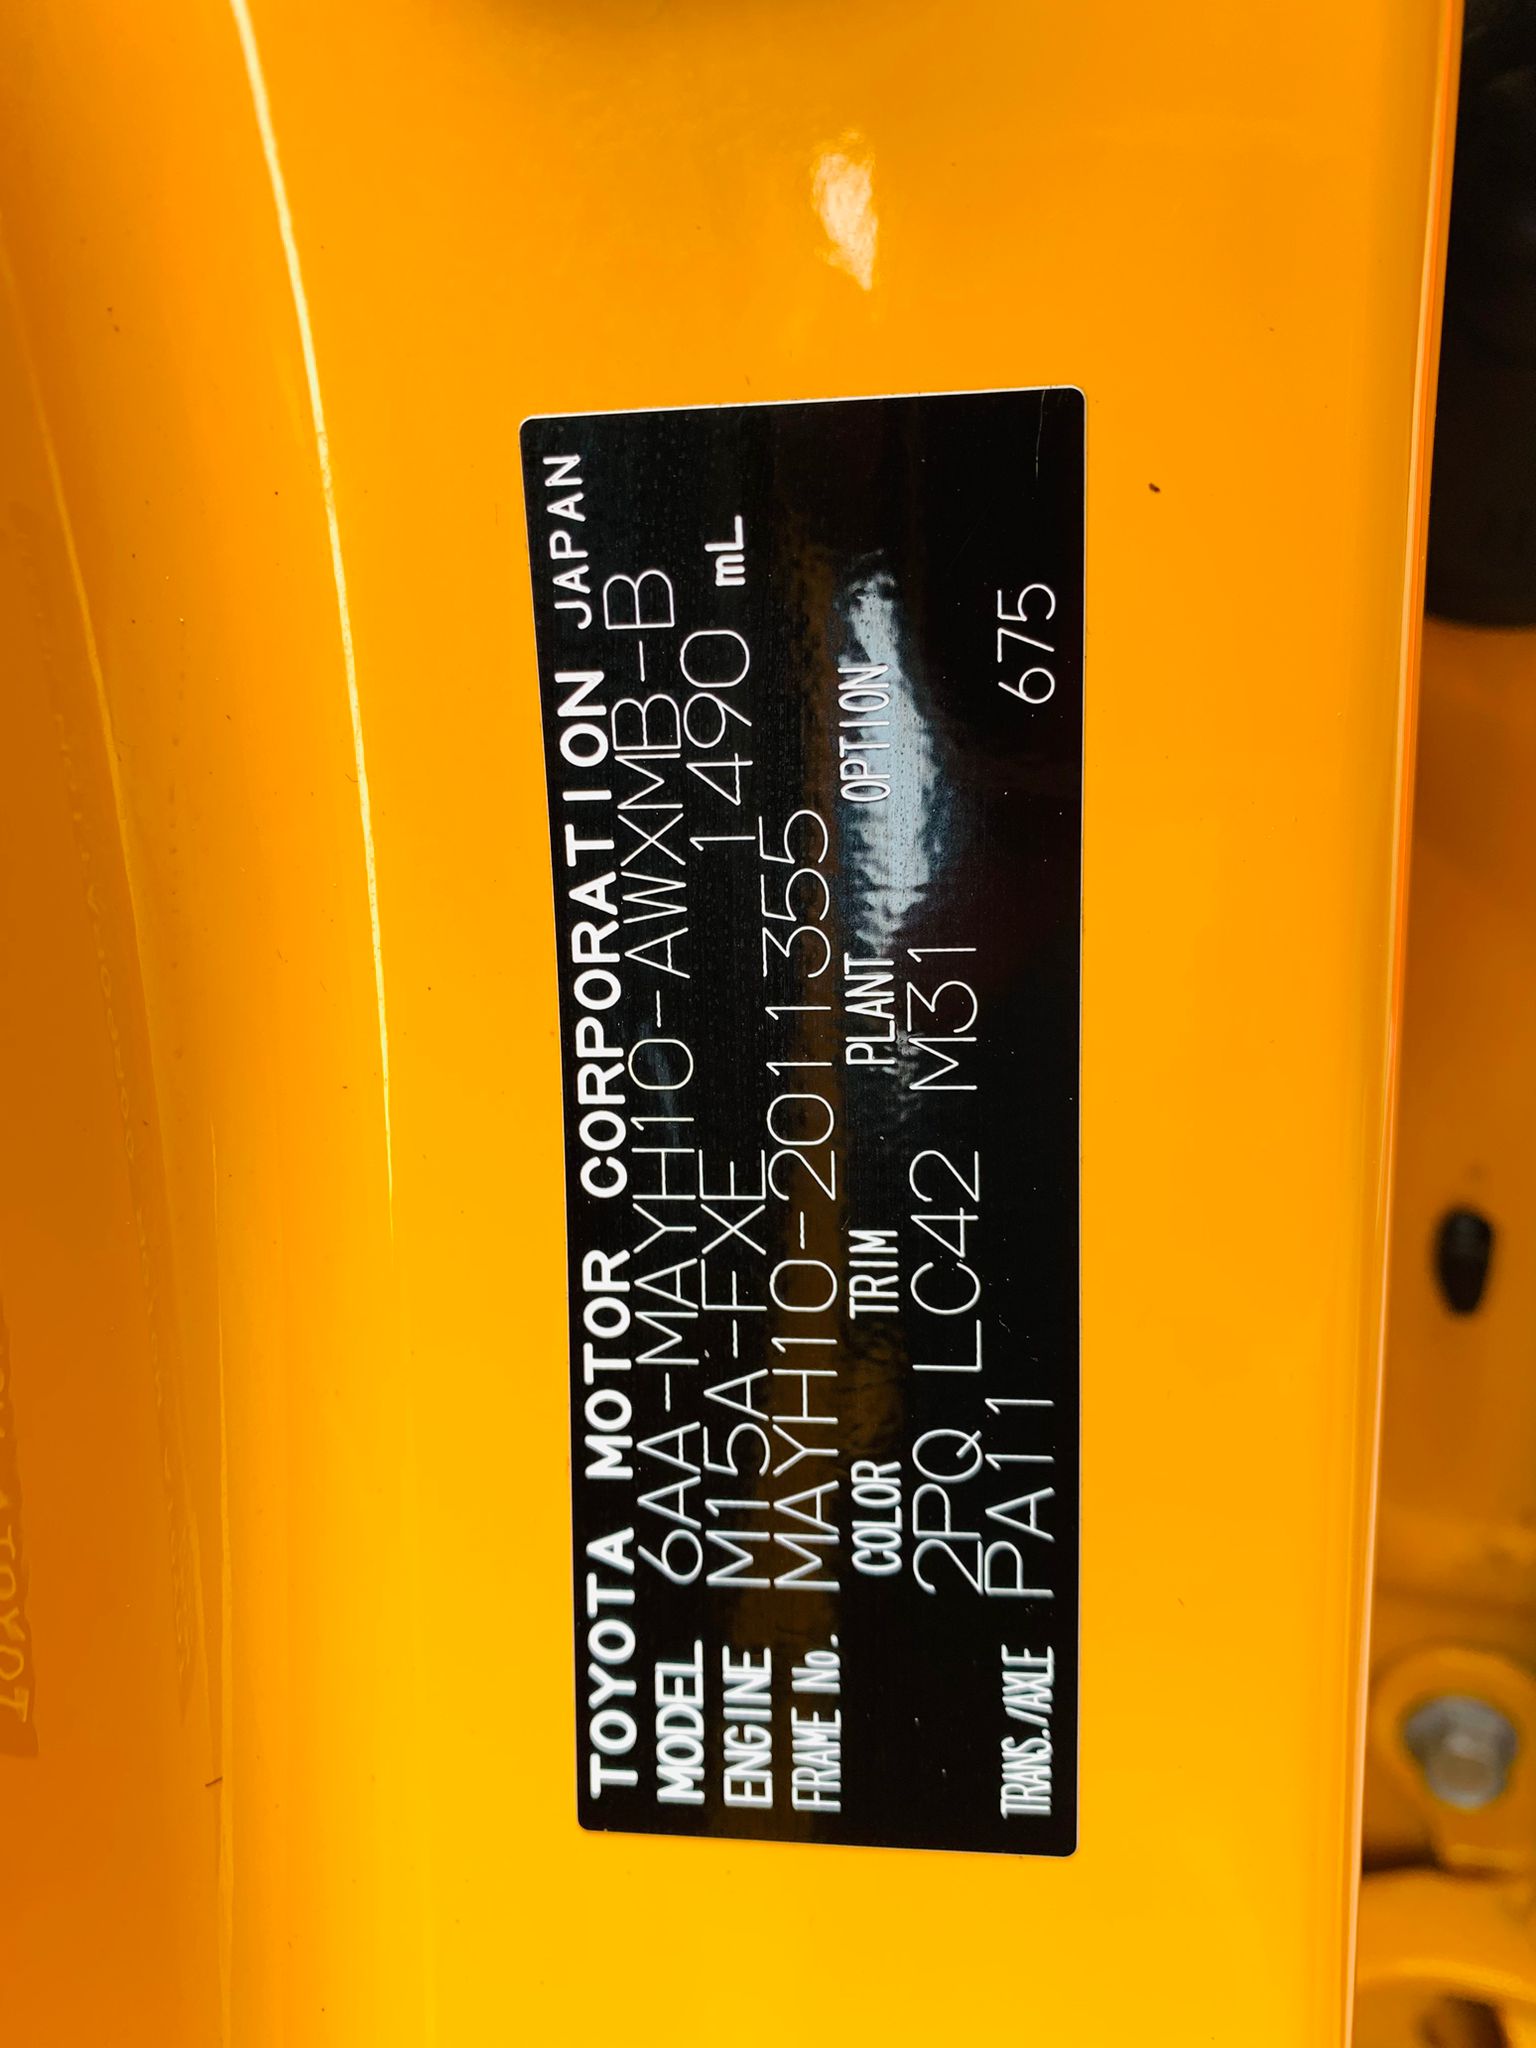 TOYOTA MOTOR CORPORATION JAPAN
MODEL 6AA-MAYH10-AWXMB-B
ENGINE M15A-FXE 1490 mL
FRAME No. MAYH10-2011355
COLOR TRIM PLANT OPTION
2PQ LC42 M31
TRANS./AXLE PA11 675